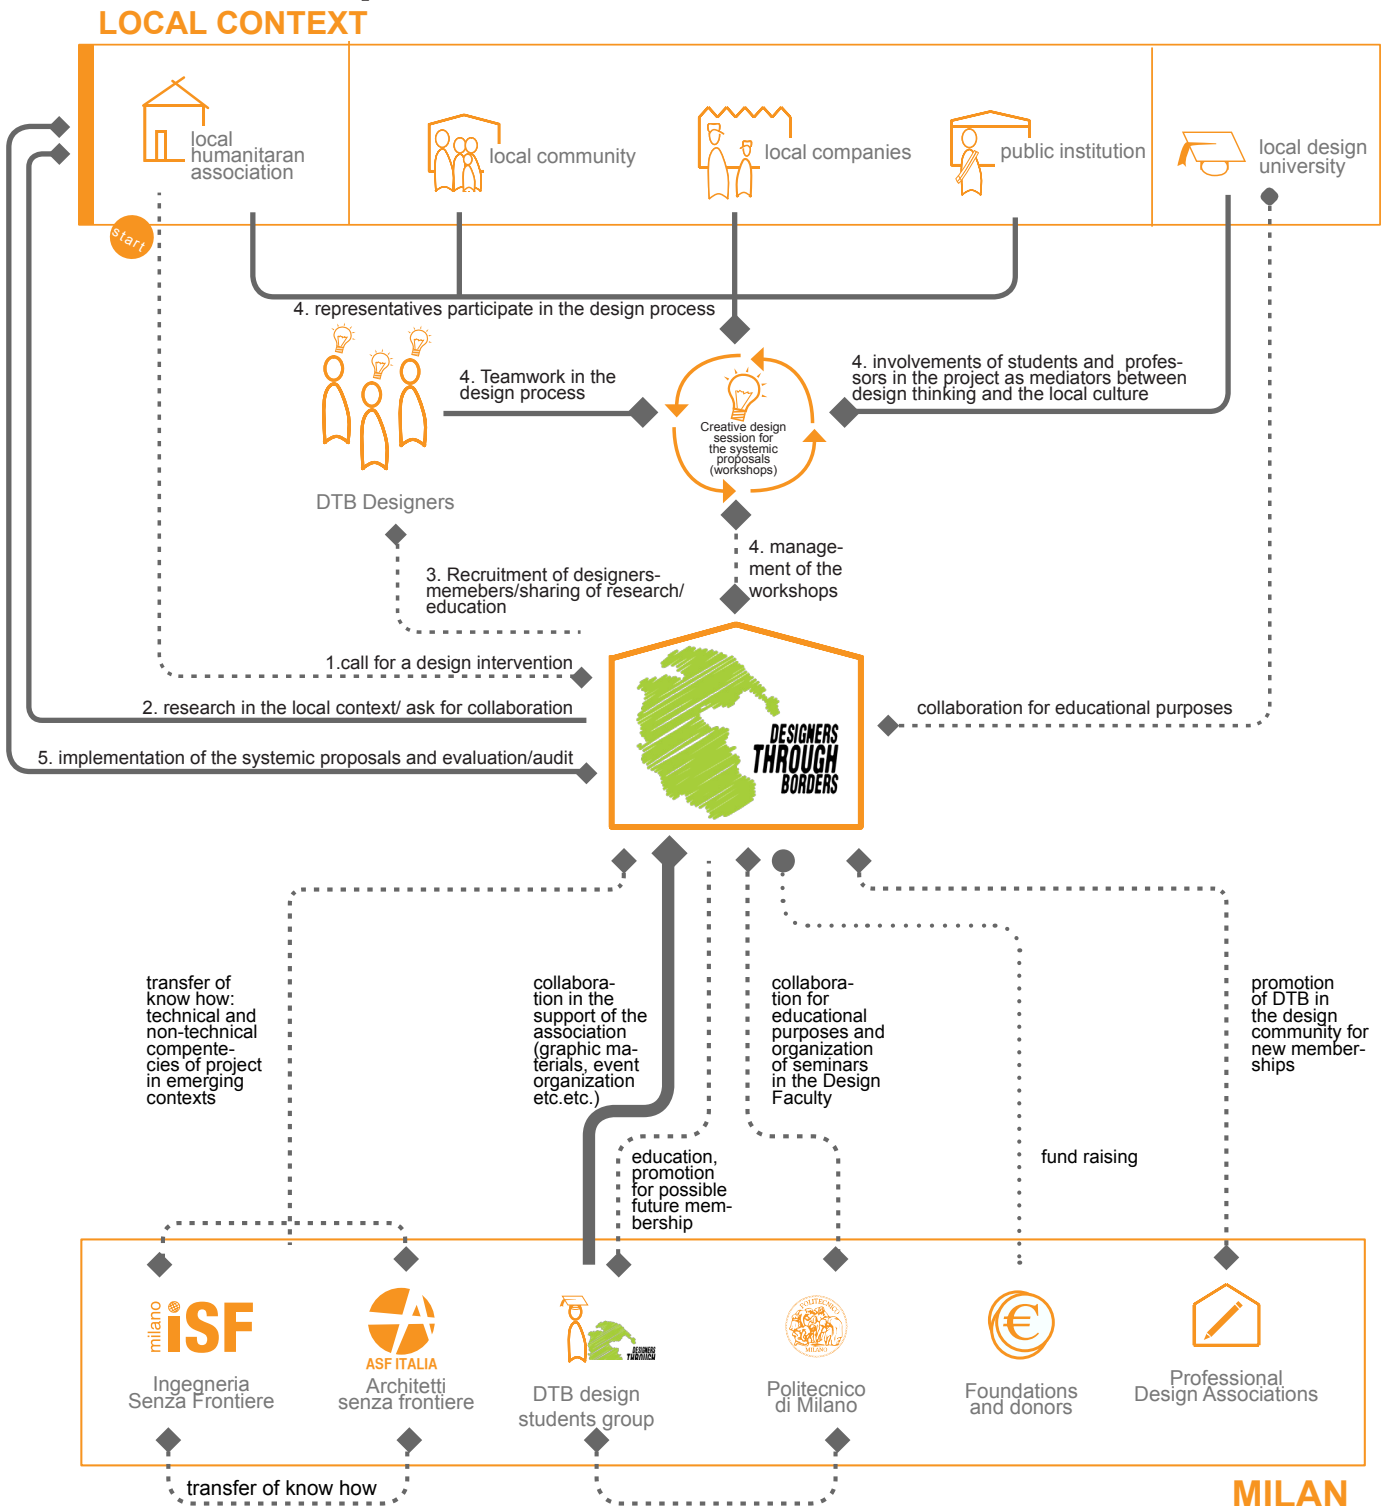 LOCAL CONTEXT
local
humanitaran
association
local community
local companies
public institution
local design
university
start
4. representatives participate in the design process
4. Teamwork in the
design process
Creative design
session for
the systemic
proposals
(workshops)
4. involvements of students and profes-
sors in the project as mediators between
design thinking and the local culture
DTB Designers
4. manage-
ment of the
workshops
3. Recruitment of designers-
memebers/sharing of research/
education
1.call for a design intervention
2. research in the local context/ ask for collaboration
5. implementation of the systemic proposals and evaluation/audit
DESIGNERS
THROUGH
BORDERS
collaboration for educational purposes
transfer of
know how:
technical and
non-technical
compente-
cies of project
in emerging
contexts
collabora-
tion in the
support of the
association
(graphic ma-
terials, event
organization
etc.etc.)
collabora-
tion for
educational
purposes and
organization
of seminars
in the Design
Faculty
promotion
of DTB in
the design
community for
new member-
ships
education,
promotion
for possible
future mem-
bership
fund raising
milano
iSF
Ingegneria
Senza Frontiere
ASF ITALIA
Architetti
senza frontiere
DESIGNERS
THROUGH
DTB design
students group
POLITECNICO
MILANO
Politecnico
di Milano
€
Foundations
and donors
Professional
Design Associations
transfer of know how
MILAN